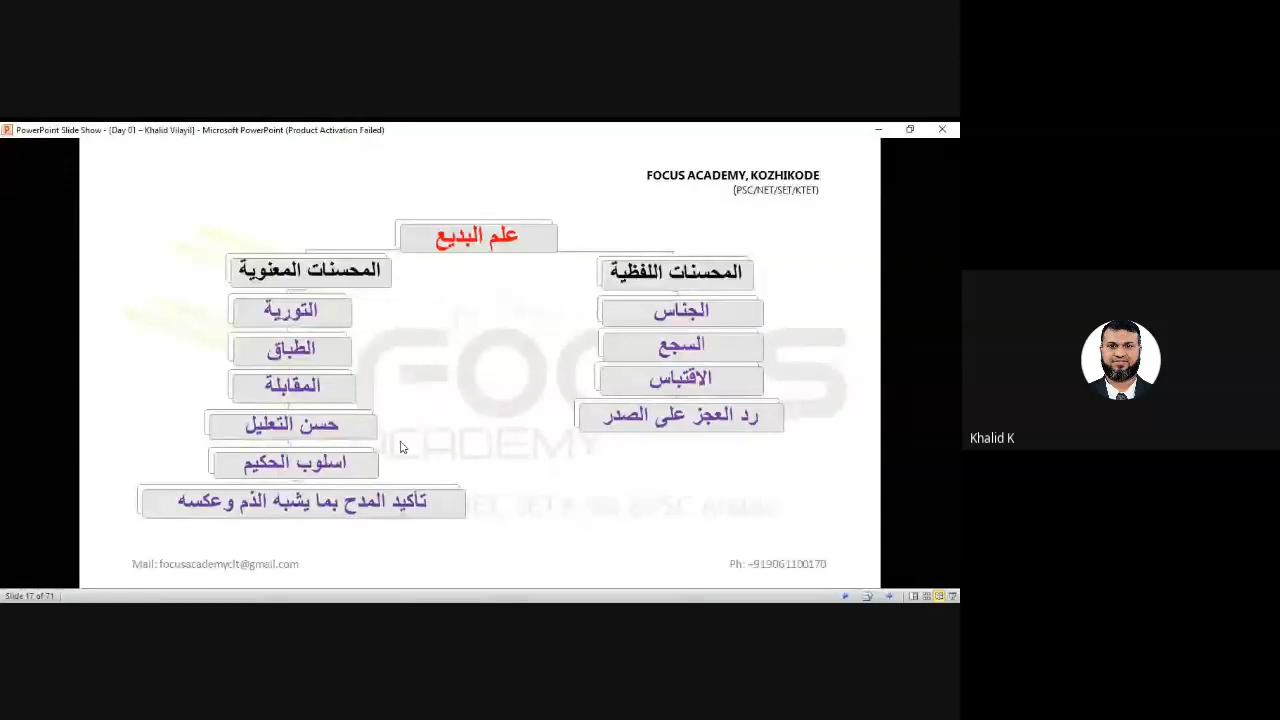 PowerPoint Slide Show - [Day 01 – Khalid Vilayil] - Microsoft PowerPoint (Product Activation Failed)
FOCUS ACADEMY, KOZHIKODE
(PSC/NET/SET/KTET)
علم البديع
المحسنات اللفظية
الجناس
السجع
الاقتباس
رد العجز على الصدر
المحسنات المعنوية
التورية
الطباق
المقابلة
حسن التعليل
اسلوب الحكيم
تأكيد المدح بما يشبه الذم وعكسه
FOCUS
ACADEMY
Mail: focusacademyclt@gmail.com
Ph: +919061100170
Slide 17 of 71
Khalid K